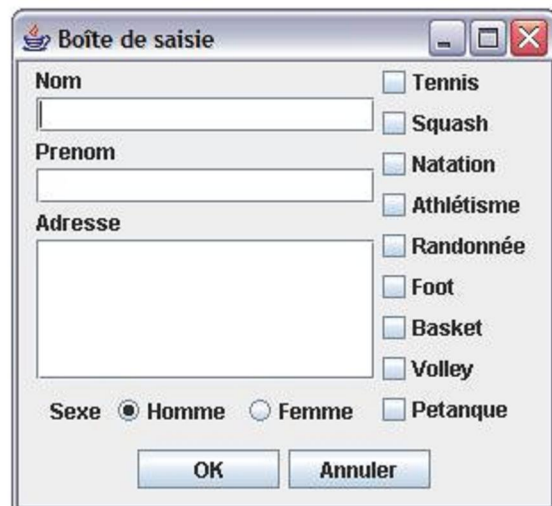 Boîte de saisie
Nom
Prenom
Adresse
Sexe Homme Femme
Tennis
Squash
Natation
Athlétisme
Randonnée
Foot
Basket
Volley
Petanque
OK Annuler